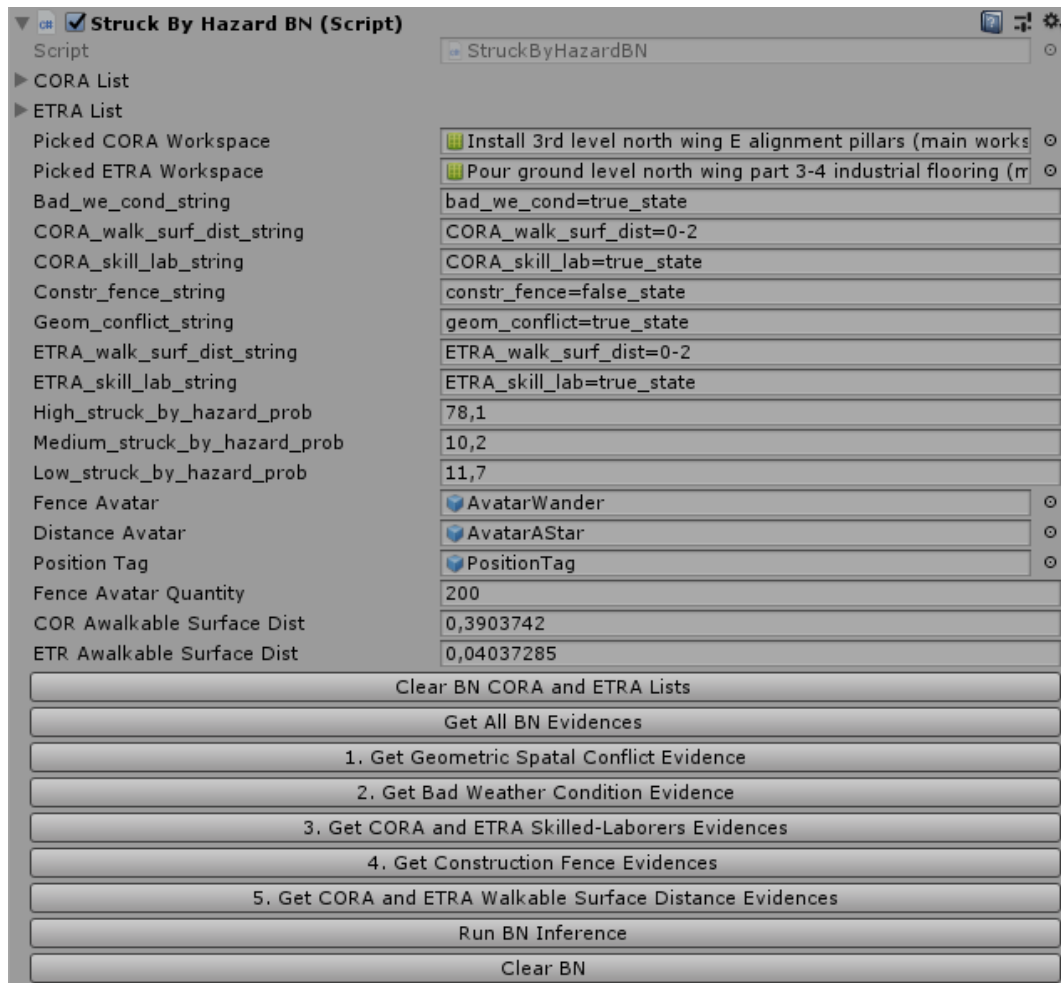 Struck By Hazard BN (Script)
Script StruckByHazardBN
CORA List
ETRA List
Picked CORA Workspace Install 3rd level north wing E alignment pillars (main works
Picked ETRA Workspace Pour ground level north wing part 3-4 industrial flooring (m
Bad_we_cond_string bad_we_cond=true_state
CORA_walk_surf_dist_string CORA_walk_surf_dist=0-2
CORA_skill_lab_string CORA_skill_lab=true_state
Constr_fence_string constr_fence=false_state
Geom_conflict_string geom_conflict=true_state
ETRA_walk_surf_dist_string ETRA_walk_surf_dist=0-2
ETRA_skill_lab_string ETRA_skill_lab=true_state
High_struck_by_hazard_prob 78,1
Medium_struck_by_hazard_prob 10,2
Low_struck_by_hazard_prob 11,7
Fence Avatar AvatarWander
Distance Avatar AvatarAStar
Position Tag PositionTag
Fence Avatar Quantity 200
COR Awalkable Surface Dist 0,3903742
ETR Awalkable Surface Dist 0,04037285
Clear BN CORA and ETRA Lists
Get All BN Evidences
1. Get Geometric Spatal Conflict Evidence
2. Get Bad Weather Condition Evidence
3. Get CORA and ETRA Skilled-Laborers Evidences
4. Get Construction Fence Evidences
5. Get CORA and ETRA Walkable Surface Distance Evidences
Run BN Inference
Clear BN